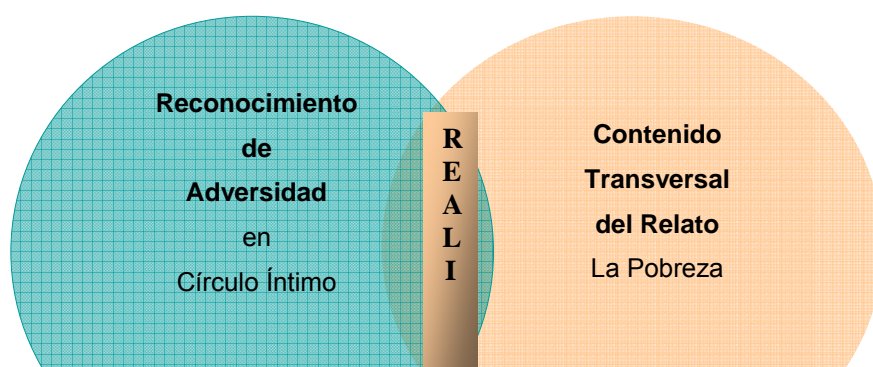 Reconocimiento
de
Adversidad
en
Círculo Íntimo
R
E
A
L
I
Contenido
Transversal
del Relato
La Pobreza